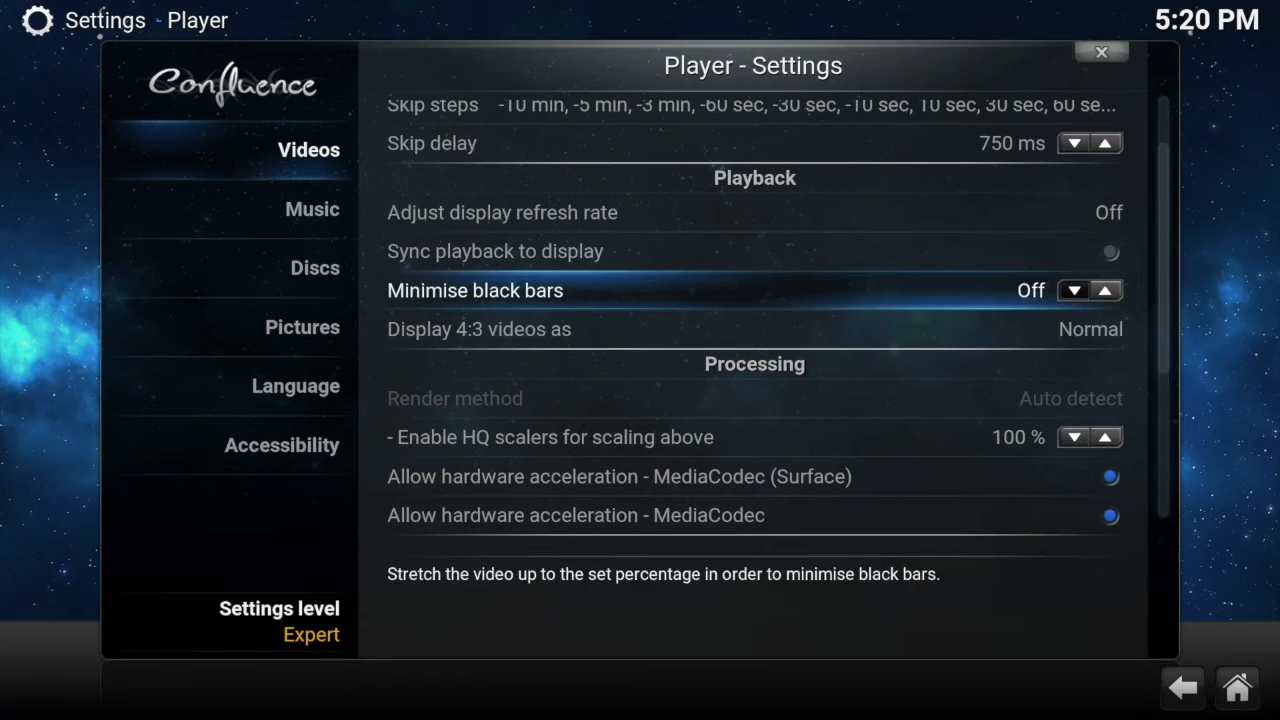 Settings - Player
5:20 PM
Confluence
Player - Settings
Videos
Music
Discs
Pictures
Language
Accessibility
Settings level
Expert
Skip steps -10 min, -5 min, -3 min, -60 sec, -30 sec, -10 sec, 10 sec, 30 sec, 60 se...
Skip delay 750 ms
Playback
Adjust display refresh rate Off
Sync playback to display
Minimise black bars Off
Display 4:3 videos as Normal
Processing
Render method Auto detect
- Enable HQ scalers for scaling above 100 %
Allow hardware acceleration - MediaCodec (Surface)
Allow hardware acceleration - MediaCodec
Stretch the video up to the set percentage in order to minimise black bars.